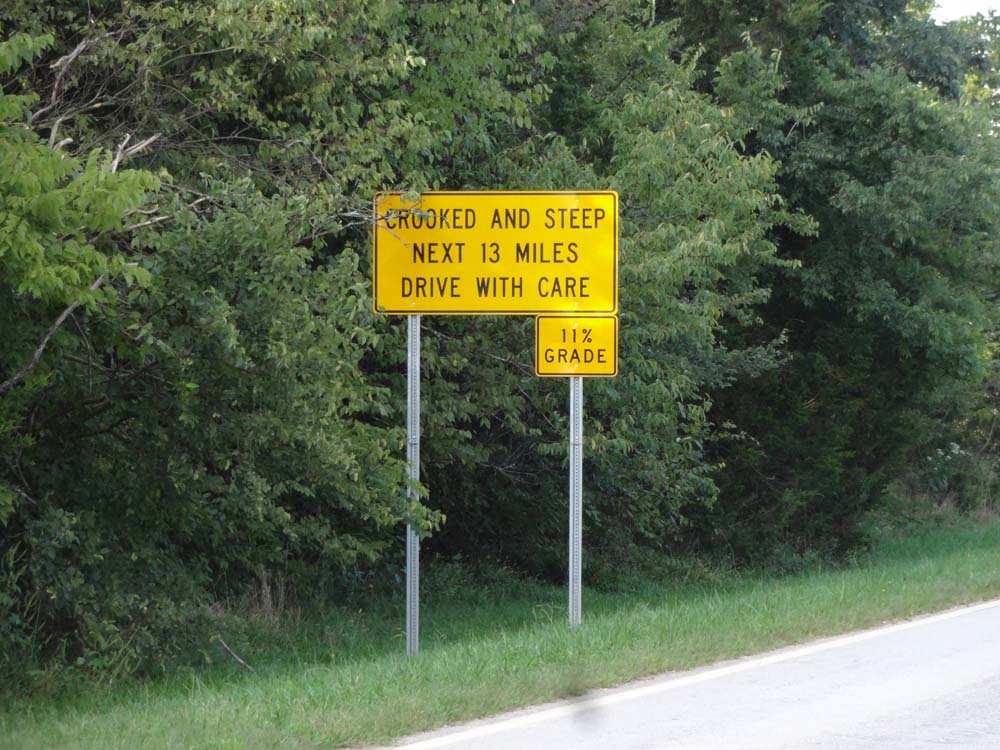 CROOKED AND STEEP
NEXT 13 MILES
DRIVE WITH CARE
11%
GRADE